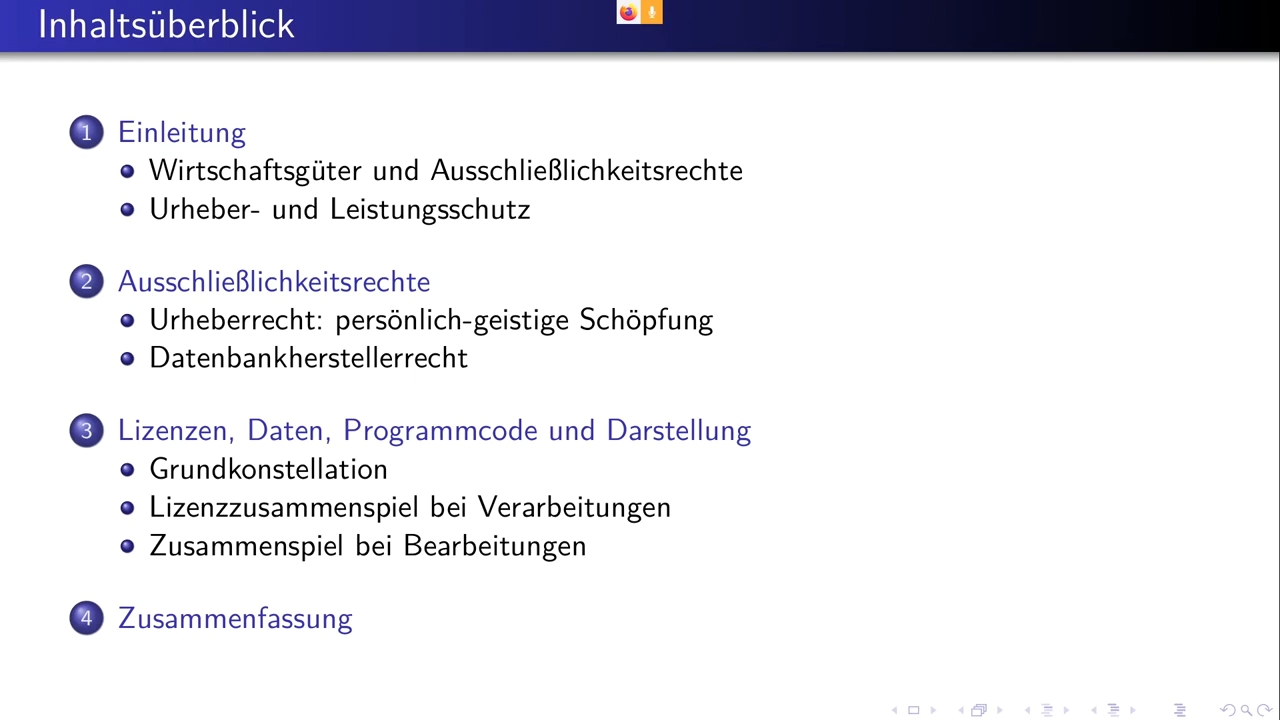 Inhaltsüberblick
1 Einleitung
Wirtschaftsgüter und Ausschließlichkeitsrechte
Urheber- und Leistungsschutz
2 Ausschließlichkeitsrechte
Urheberrecht: persönlich-geistige Schöpfung
Datenbankherstellerrecht
3 Lizenzen, Daten, Programmcode und Darstellung
Grundkonstellation
Lizenzzusammenspiel bei Verarbeitungen
Zusammenspiel bei Bearbeitungen
4 Zusammenfassung